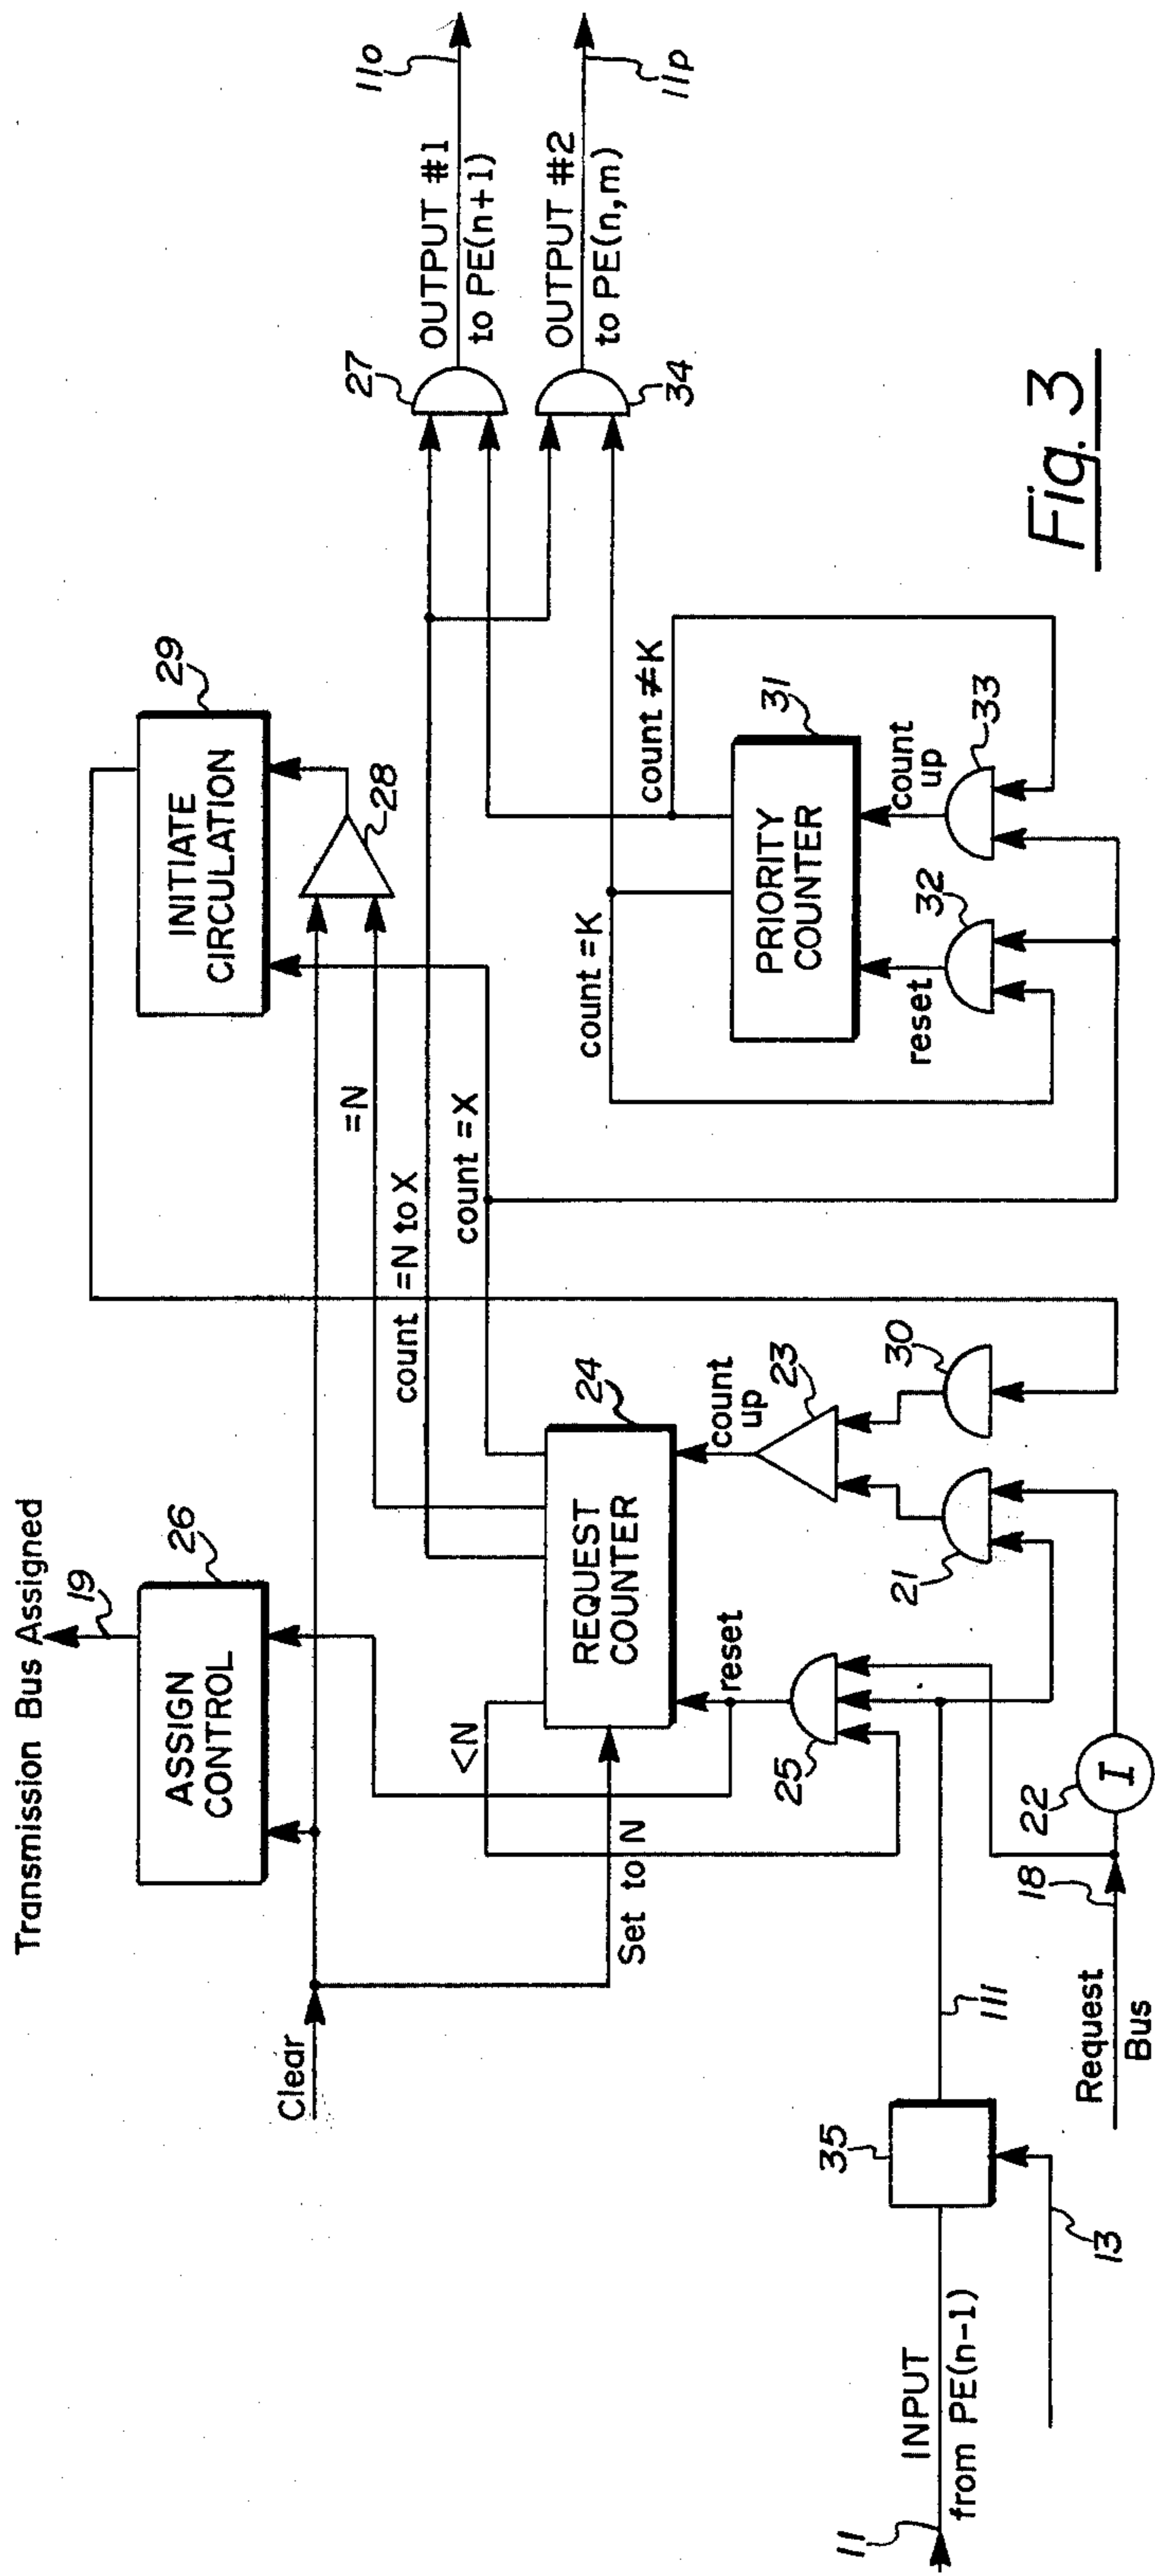 Transmission Bus Assigned
19
ASSIGN
CONTROL
26
Clear
Set to N
<N
REQUEST
COUNTER
24
reset
count
up
25
23
21
30
22
I
18
Request
Bus
11
INPUT
from PE(n-1)
35
13
111
=N
count =N to X
count =X
INITIATE
CIRCULATION
29
28
count =K
count ≠K
PRIORITY
COUNTER
31
reset
count
up
32
33
27
34
OUTPUT #1
to PE(n+1)
11o
OUTPUT #2
to PE(n,m)
11p
Fig. 3